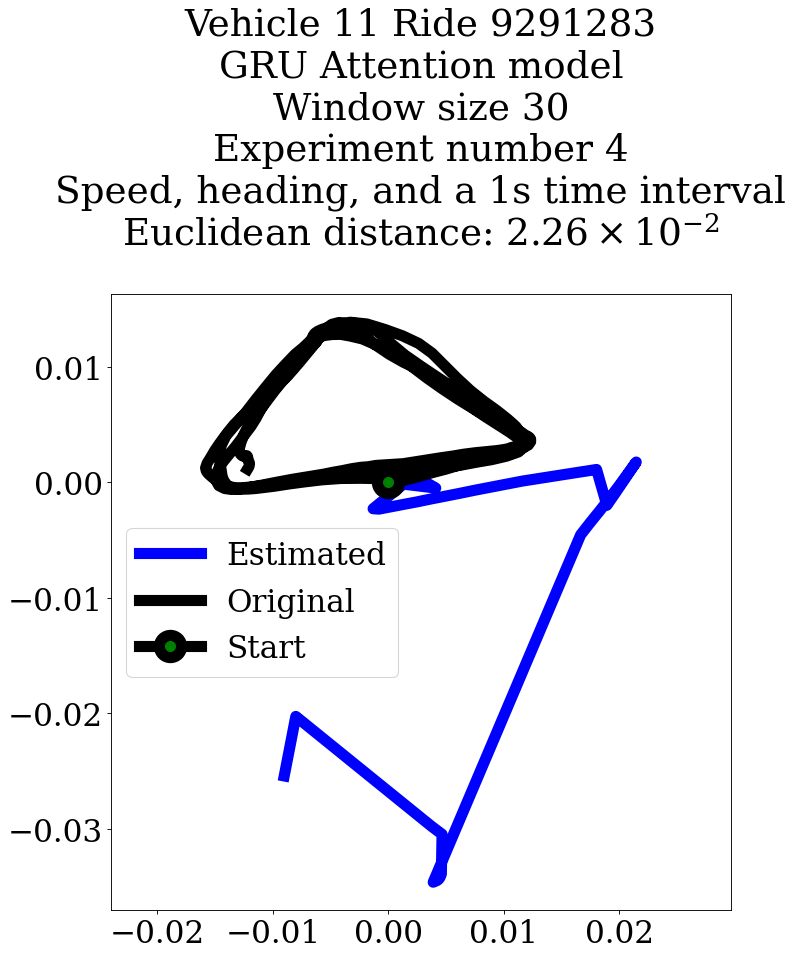 Vehicle 11 Ride 9291283
GRU Attention model
Window size 30
Experiment number 4
Speed, heading, and a 1s time interval
Euclidean distance: 2.26 × 10⁻²
0.01
0.00
−0.01
−0.02
−0.03
Estimated
Original
Start
−0.02 −0.01 0.00 0.01 0.02